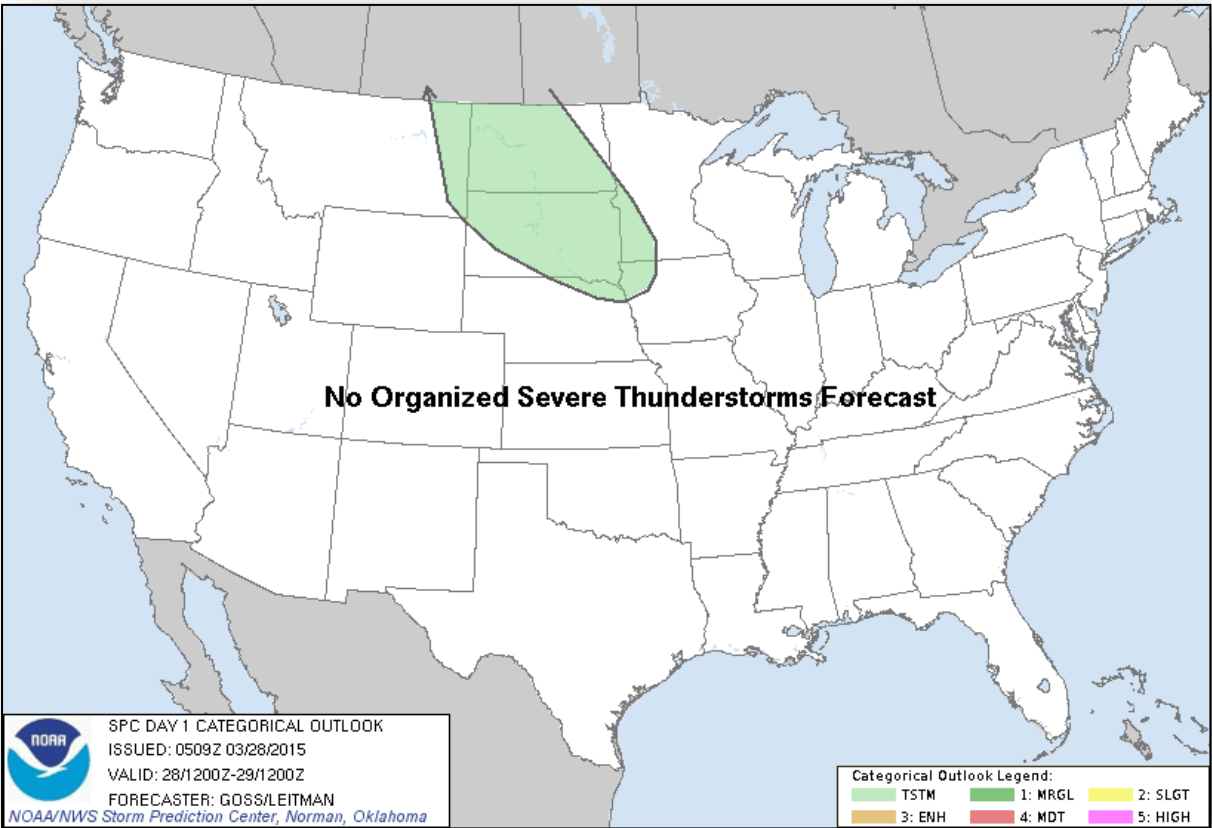 No Organized Severe Thunderstorms Forecast
NOAA
SPC DAY 1 CATEGORICAL OUTLOOK
ISSUED: 0509Z 03/28/2015
VALID: 28/1200Z-29/1200Z
FORECASTER: GOSS/LEITMAN
NOAA/NWS Storm Prediction Center, Norman, Oklahoma
Categorical Outlook Legend:
TSTM 1: MRGL 2: SLGT
3: ENH 4: MDT 5: HIGH